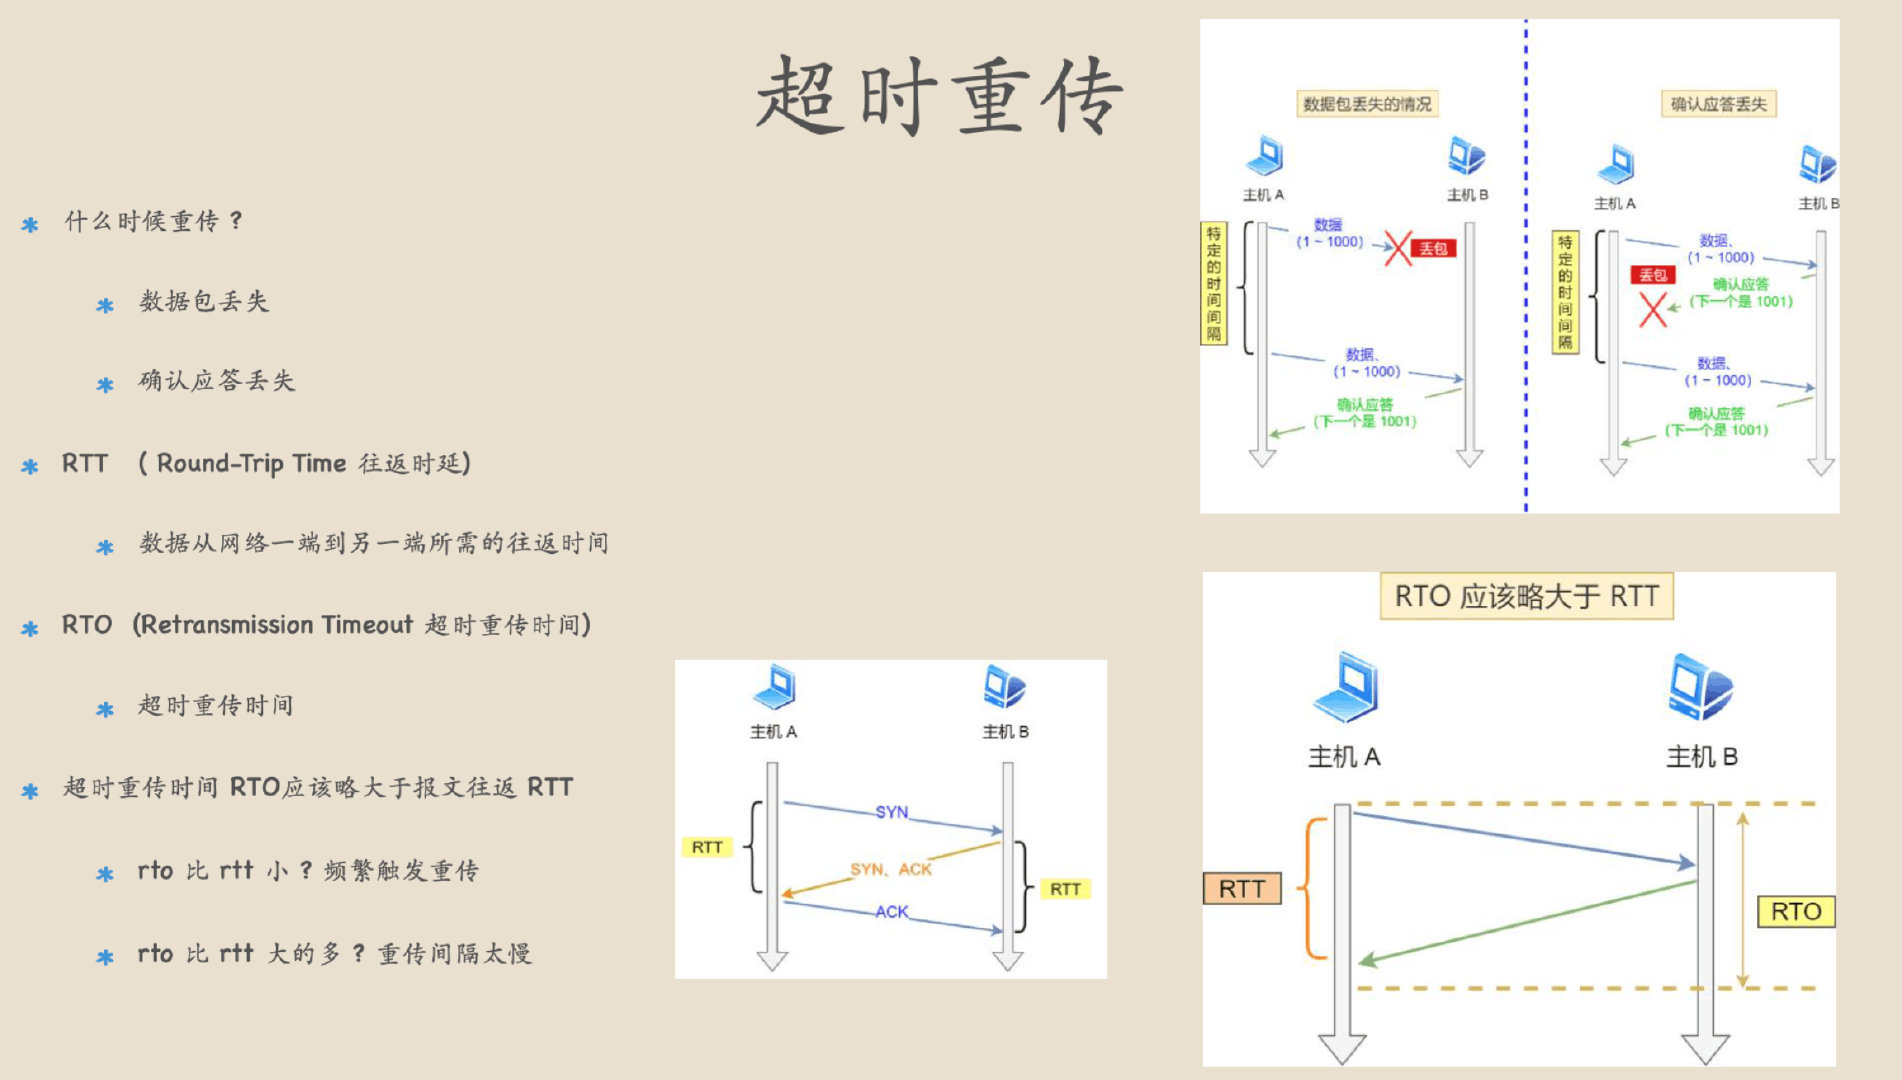 超时重传
什么时候重传？
数据包丢失
确认应答丢失
RTT （ Round-Trip Time 往返时延)
数据从网络一端到另一端所需的往返时间
RTO (Retransmission Timeout 超时重传时间)
超时重传时间
超时重传时间 RTO应该略大于报文往返 RTT
rto 比 rtt 小？频繁触发重传
rto 比 rtt 大的多？重传间隔太慢
数据包丢失的情况
主机 A
主机 B
特定的时间间隔
数据
(1 ~ 1000)
丢包
数据、
(1 ~ 1000)
确认应答
(下一个是 1001)
确认应答丢失
主机 A
主机 B
特定的时间间隔
数据、
(1 ~ 1000)
丢包
确认应答
(下一个是 1001)
数据、
(1 ~ 1000)
确认应答
(下一个是 1001)
主机 A
主机 B
SYN
RTT
SYN、ACK
RTT
ACK
RTO 应该略大于 RTT
主机 A
主机 B
RTT
RTO